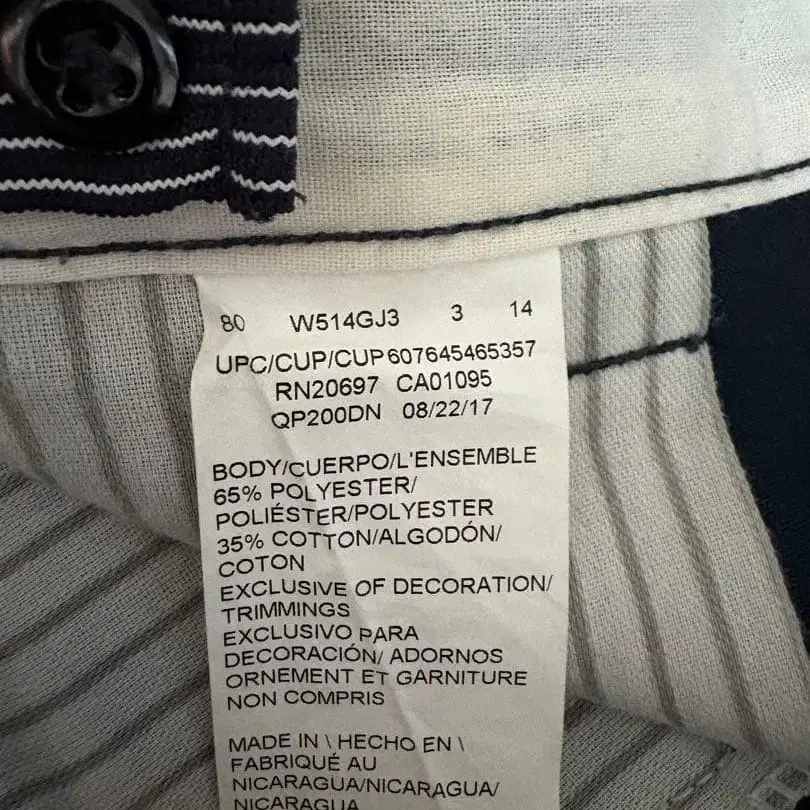 80 W514GJ3 3 14
UPC/CUP/CUP 607645465357
RN20697 CA01095
QP200DN 08/22/17
BODY/CUERPO/L'ENSEMBLE
65% POLYESTER/
POLIÉSTER/POLYESTER
35% COTTON/ALGODÓN/
COTON
EXCLUSIVE OF DECORATION/
TRIMMINGS
EXCLUSIVO PARA
DECORACIÓN/ ADORNOS
ORNEMENT ET GARNITURE
NON COMPRIS
MADE IN \ HECHO EN \
FABRIQUÉ AU
NICARAGUA/NICARAGUA/
NICARAGUA